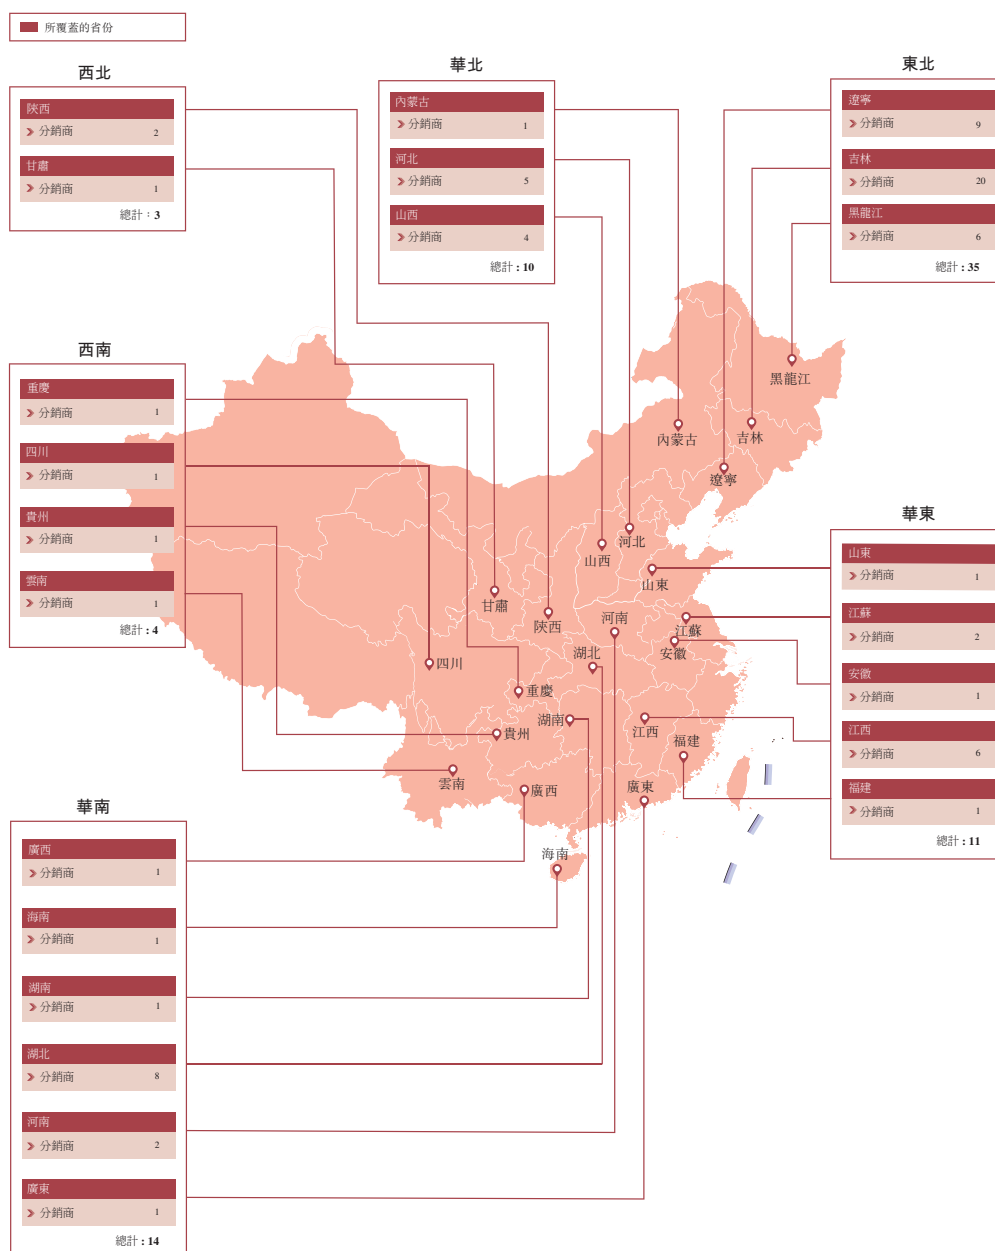 所覆蓋的省份
西北
陝西
分銷商 2
甘肅
分銷商 1
總計：3
華北
內蒙古
分銷商 1
河北
分銷商 5
山西
分銷商 4
總計 : 10
東北
遼寧
分銷商 9
吉林
分銷商 20
黑龍江
分銷商 6
總計 : 35
西南
重慶
分銷商 1
四川
分銷商 1
貴州
分銷商 1
雲南
分銷商 1
總計 : 4
華東
山東
分銷商 1
江蘇
分銷商 2
安徽
分銷商 1
江西
分銷商 6
福建
分銷商 1
總計 : 11
華南
廣西
分銷商 1
海南
分銷商 1
湖南
分銷商 1
湖北
分銷商 8
河南
分銷商 2
廣東
分銷商 1
總計 : 14
黑龍江
內蒙古
吉林
遼寧
河北
山西
山東
甘肅
陝西
河南
江蘇
安徽
湖北
四川
重慶
湖南
江西
貴州
福建
雲南
廣西
廣東
海南